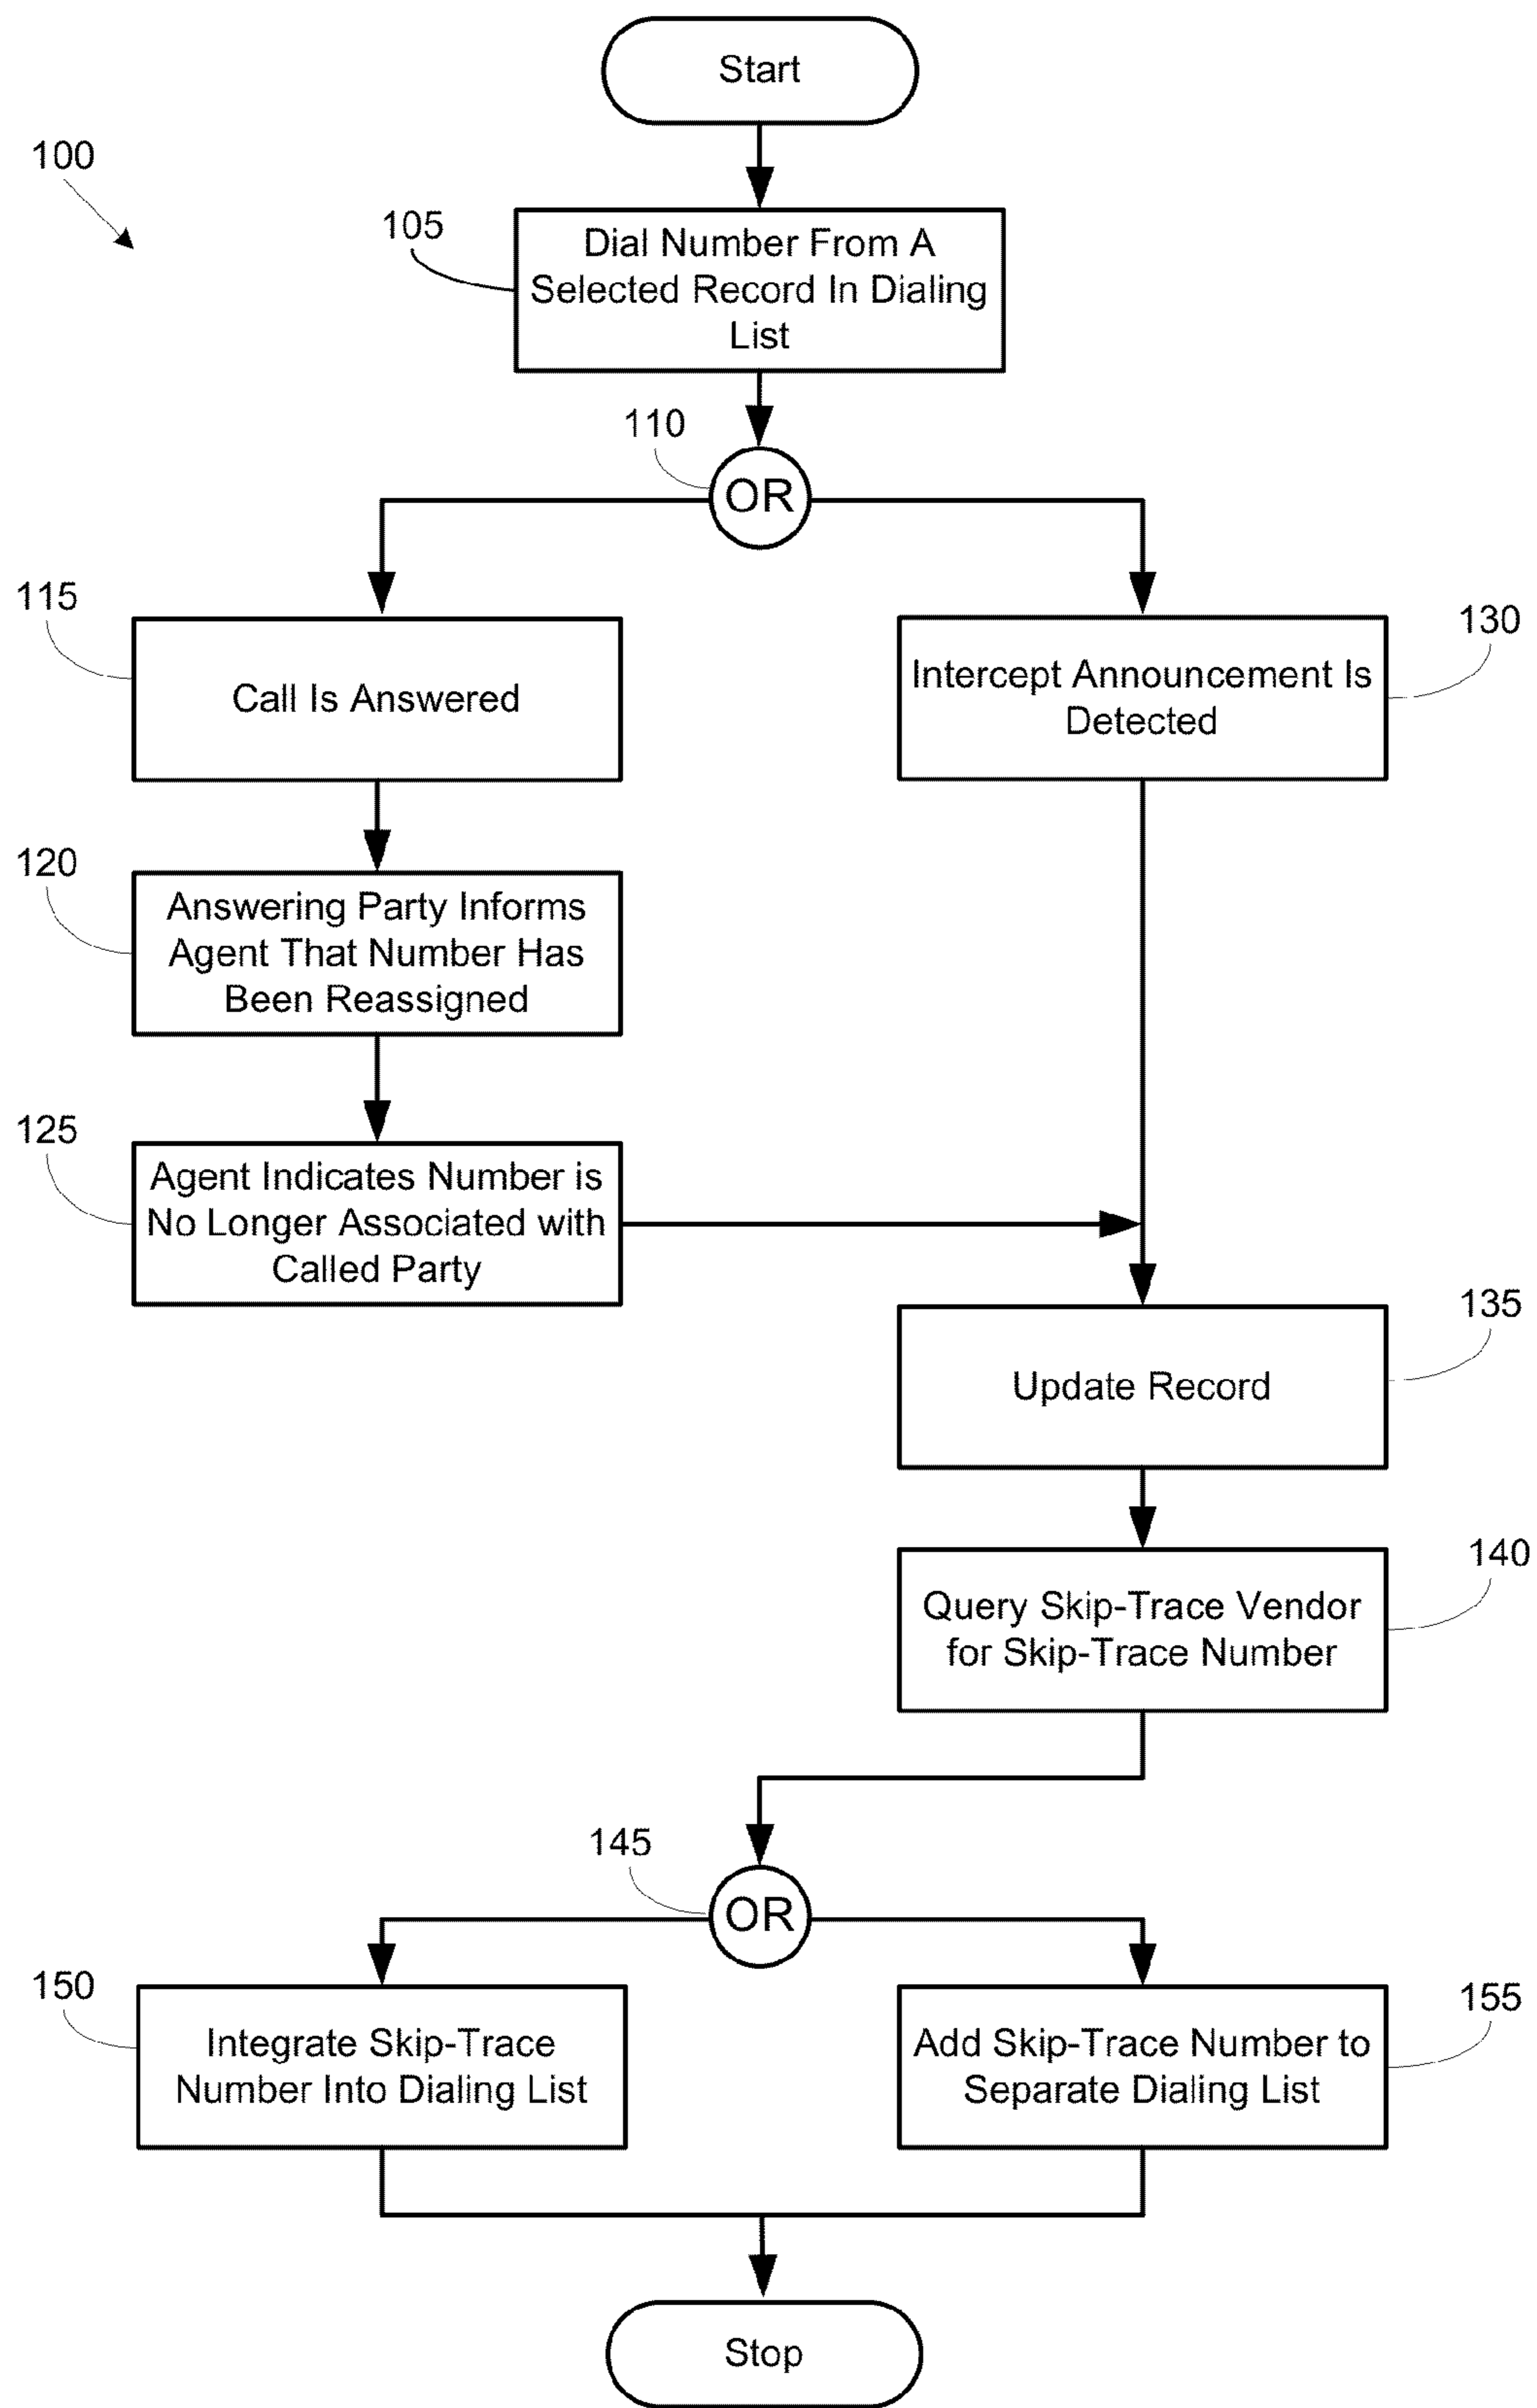 Start
100
105
Dial Number From A
Selected Record In Dialing
List
110
OR
115
Call Is Answered
130
Intercept Announcement Is
Detected
120
Answering Party Informs
Agent That Number Has
Been Reassigned
125
Agent Indicates Number is
No Longer Associated with
Called Party
135
Update Record
140
Query Skip-Trace Vendor
for Skip-Trace Number
145
OR
150
Integrate Skip-Trace
Number Into Dialing List
155
Add Skip-Trace Number to
Separate Dialing List
Stop